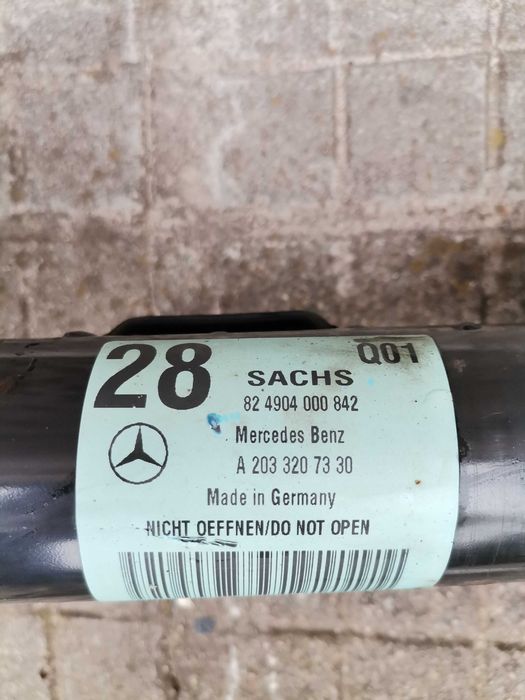 28
Q01
SACHS
82 4904 000 842
Mercedes Benz
A 203 320 73 30
Made in Germany
NICHT OEFFNEN/DO NOT OPEN